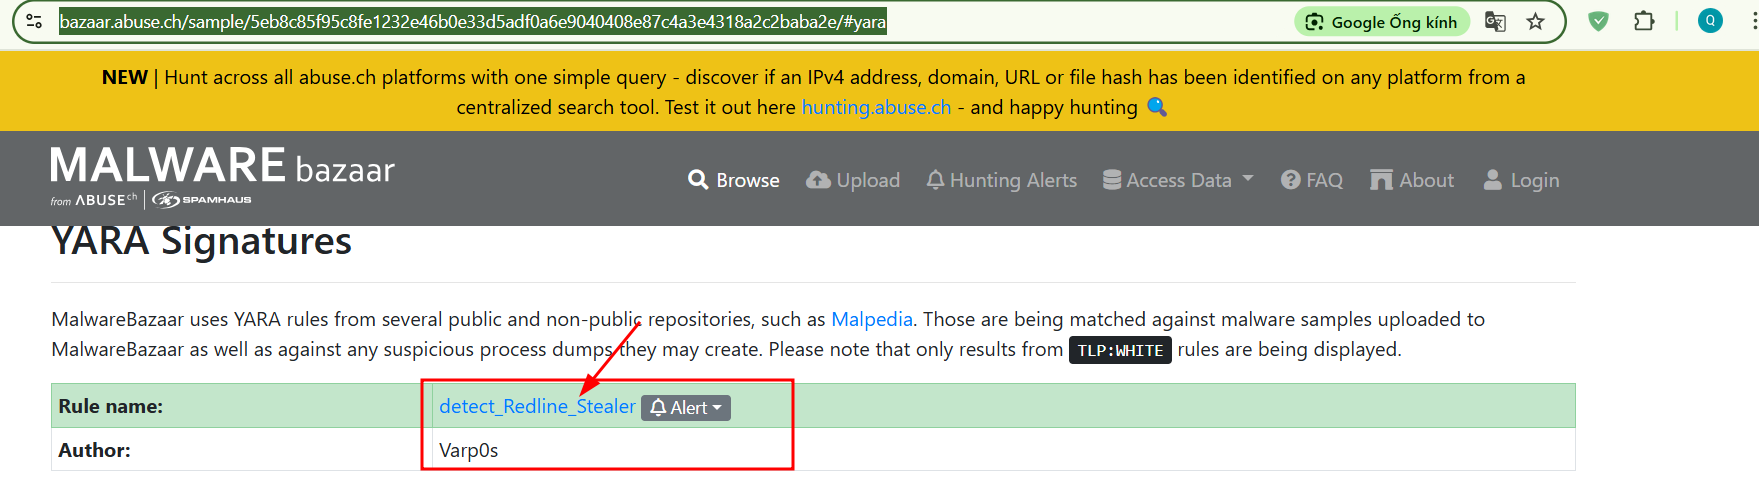 bazaar.abuse.ch/sample/5eb8c85f95c8fe1232e46b0e33d5adf0a6e9040408e87c4a3e4318a2c2baba2e/#yara
Google Ống kính
Q
NEW | Hunt across all abuse.ch platforms with one simple query - discover if an IPv4 address, domain, URL or file hash has been identified on any platform from a
centralized search tool. Test it out here hunting.abuse.ch - and happy hunting
MALWARE bazaar
from ABUSE ch | SPAMHAUS
Browse Upload Hunting Alerts Access Data FAQ About Login
YARA Signatures
MalwareBazaar uses YARA rules from several public and non-public repositories, such as Malpedia. Those are being matched against malware samples uploaded to
MalwareBazaar as well as against any suspicious process dumps they may create. Please note that only results from TLP:WHITE rules are being displayed.
Rule name: detect_Redline_Stealer Alert
Author: Varp0s